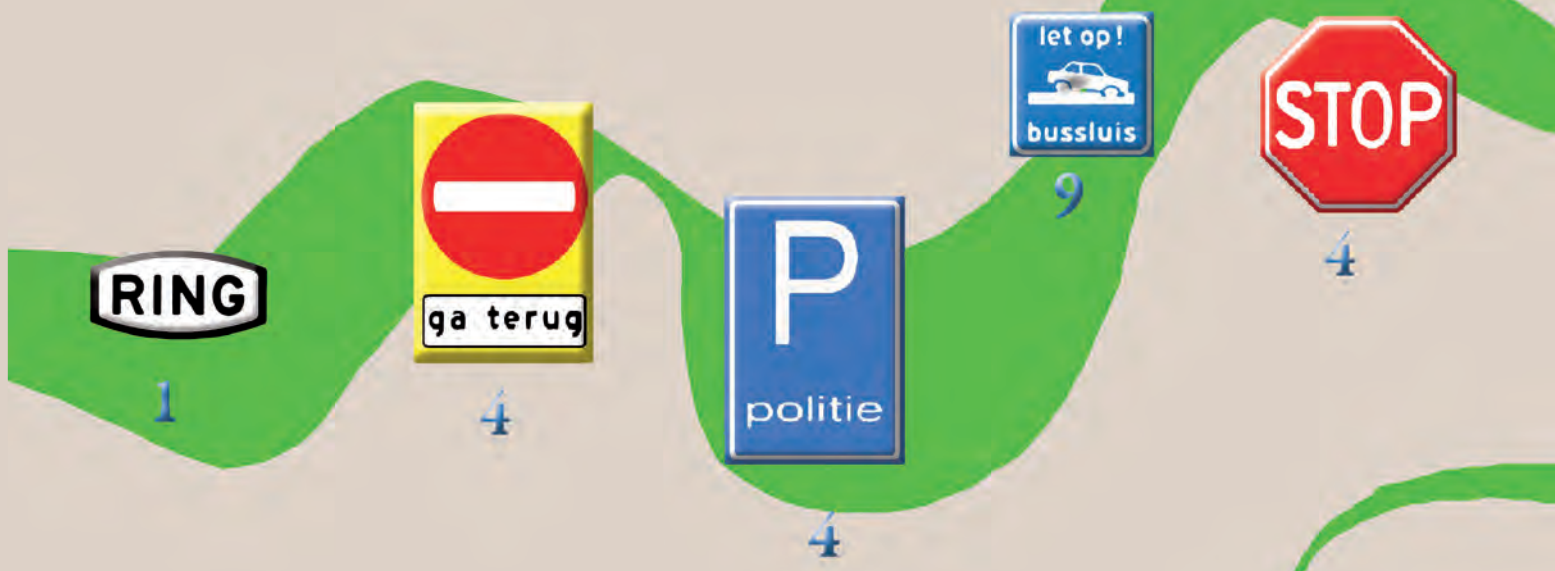 RING
1
ga terug
4
P
politie
4
let op!
bussluis
9
STOP
4